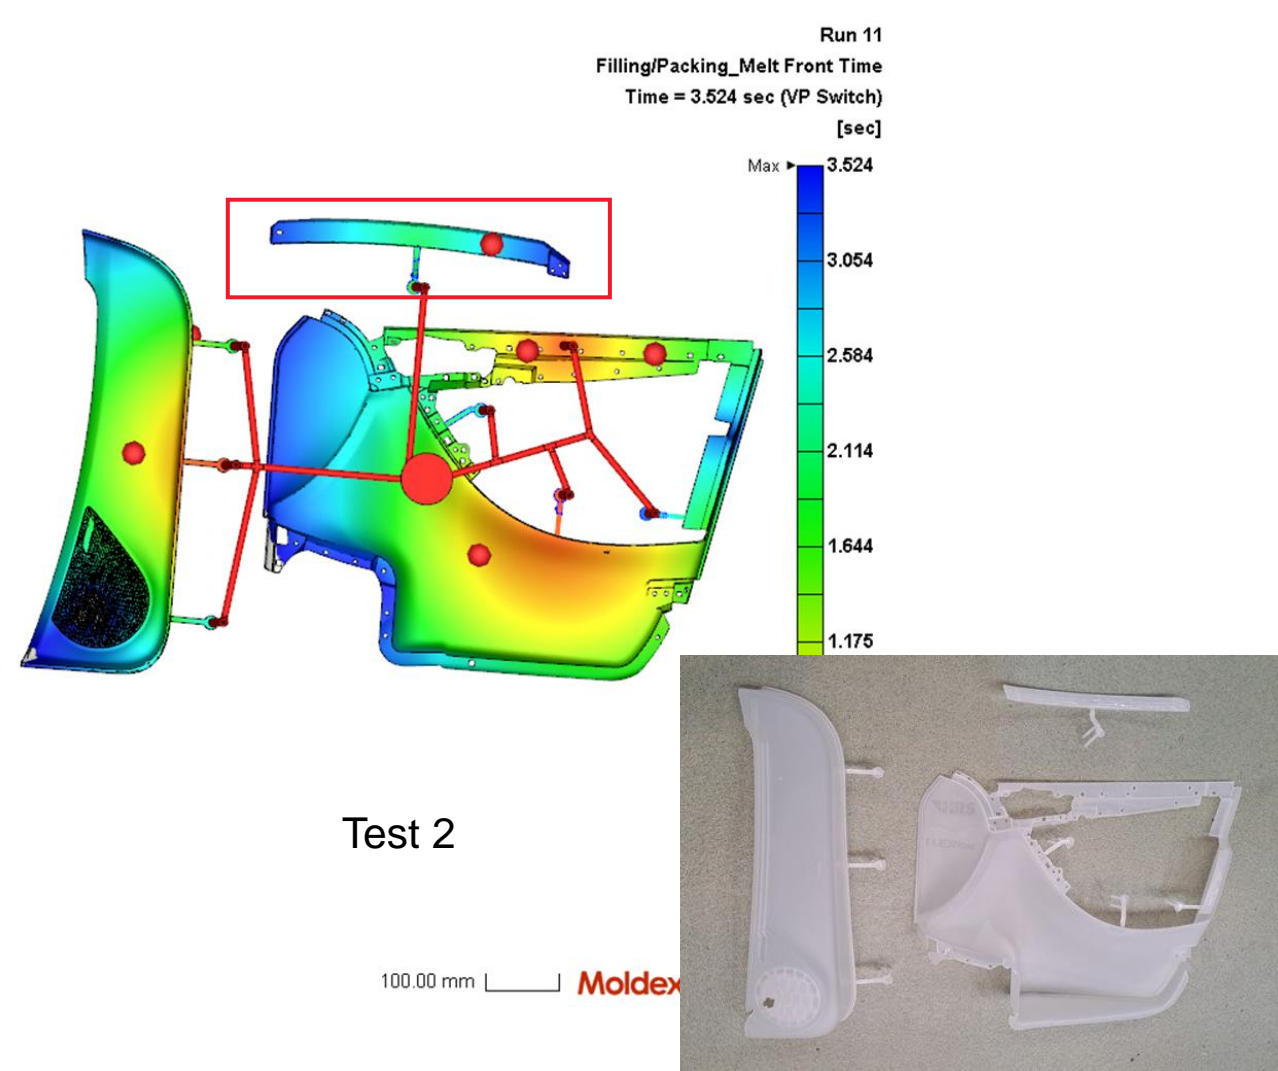 Run 11
Filling/Packing_Melt Front Time
Time = 3.524 sec (VP Switch)
[sec]
Max
3.524
3.054
2.584
2.114
1.644
1.175
Test 2
100.00 mm
Moldex